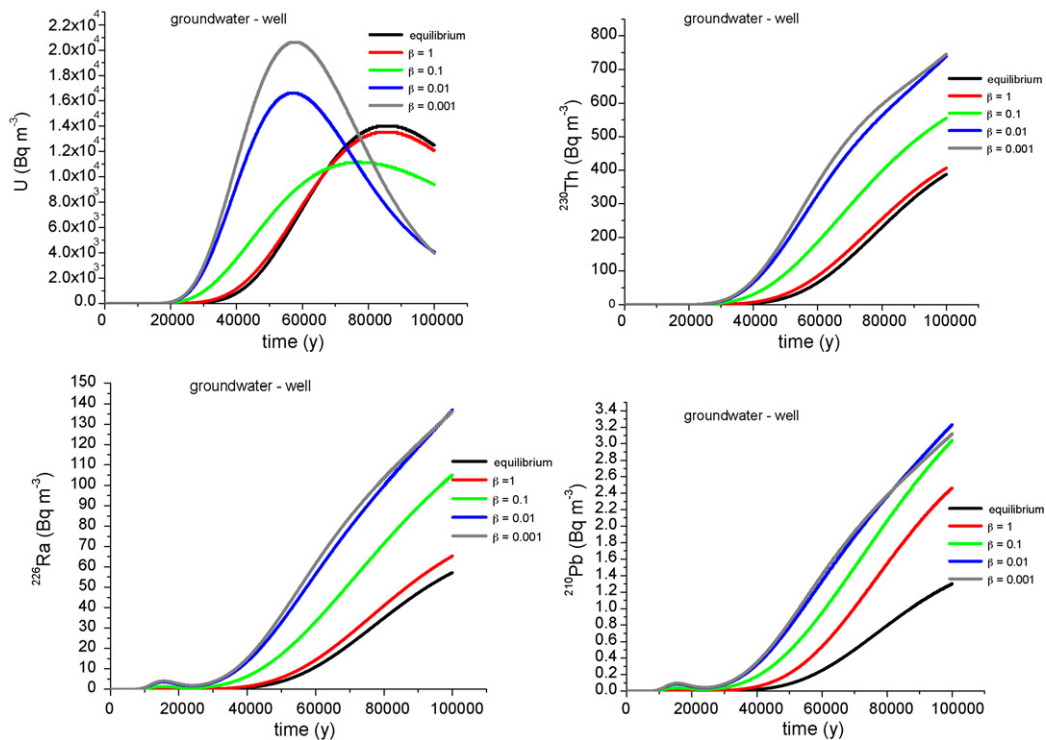 groundwater - well
U (Bq m-3)
2.2x10^4
2.0x10^4
1.8x10^4
1.6x10^4
1.4x10^4
1.2x10^4
1.0x10^4
8.0x10^3
6.0x10^3
4.0x10^3
2.0x10^3
0.0
equilibrium
β = 1
β = 0.1
β = 0.01
β = 0.001
0 20000 40000 60000 80000 100000
time (y)
groundwater - well
230Th (Bq m-3)
800
700
600
500
400
300
200
100
0
equilibrium
β = 1
β = 0.1
β = 0.01
β = 0.001
0 20000 40000 60000 80000 100000
time (y)
groundwater - well
226Ra (Bq m-3)
150
140
130
120
110
100
90
80
70
60
50
40
30
20
10
0
equilibrium
β =1
β = 0.1
β = 0.01
β = 0.001
0 20000 40000 60000 80000 100000
time (y)
groundwater - well
210Pb (Bq m-3)
3.4
3.2
3.0
2.8
2.6
2.4
2.2
2.0
1.8
1.6
1.4
1.2
1.0
0.8
0.6
0.4
0.2
0.0
equilibrium
β = 1
β = 0.1
β = 0.01
β = 0.001
0 20000 40000 60000 80000 100000
time (y)